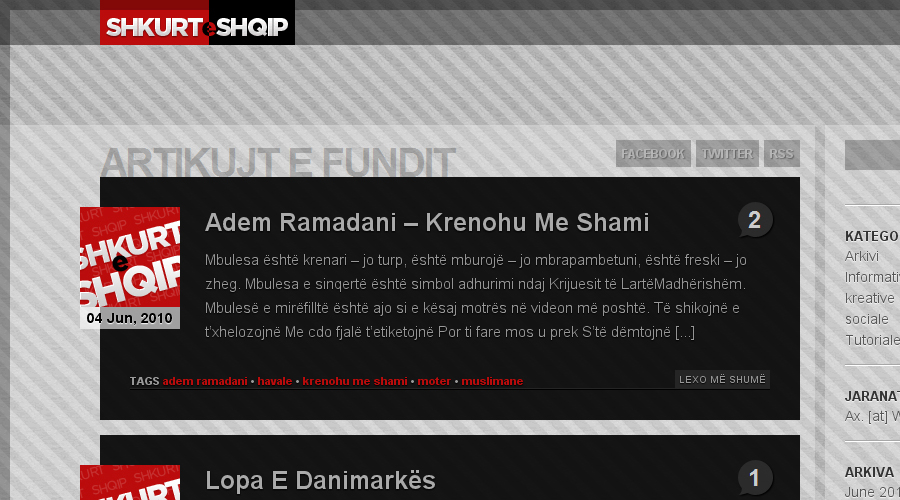 SHKURTeSHQIP
ARTIKUJT E FUNDIT
FACEBOOK TWITTER RSS
Adem Ramadani – Krenohu Me Shami
2
SHKURT
e
SHQIP
04 Jun, 2010
Mbulesa është krenari – jo turp, është mburojë – jo mbrapambetuni, është freski – jo
zheg. Mbulesa e sinqertë është simbol adhurimi ndaj Krijuesit të LartëMadhërishëm.
Mbulesë e mirëfilltë është ajo si e kësaj motrës në videon më poshtë. Të shikojnë e
t'xhelozojnë Me cdo fjalë t'etiketojnë Por ti fare mos u prek S'të dëmtojnë [...]
TAGS adem ramadani • havale • krenohu me shami • moter • muslimane
LEXO MË SHUMË
Lopa E Danimarkës
1
SHKURT
KATEGO
Arkivi
Informativ
kreative
sociale
Tutoriale
JARANAT
Ax. [at] W
ARKIVA
June 201